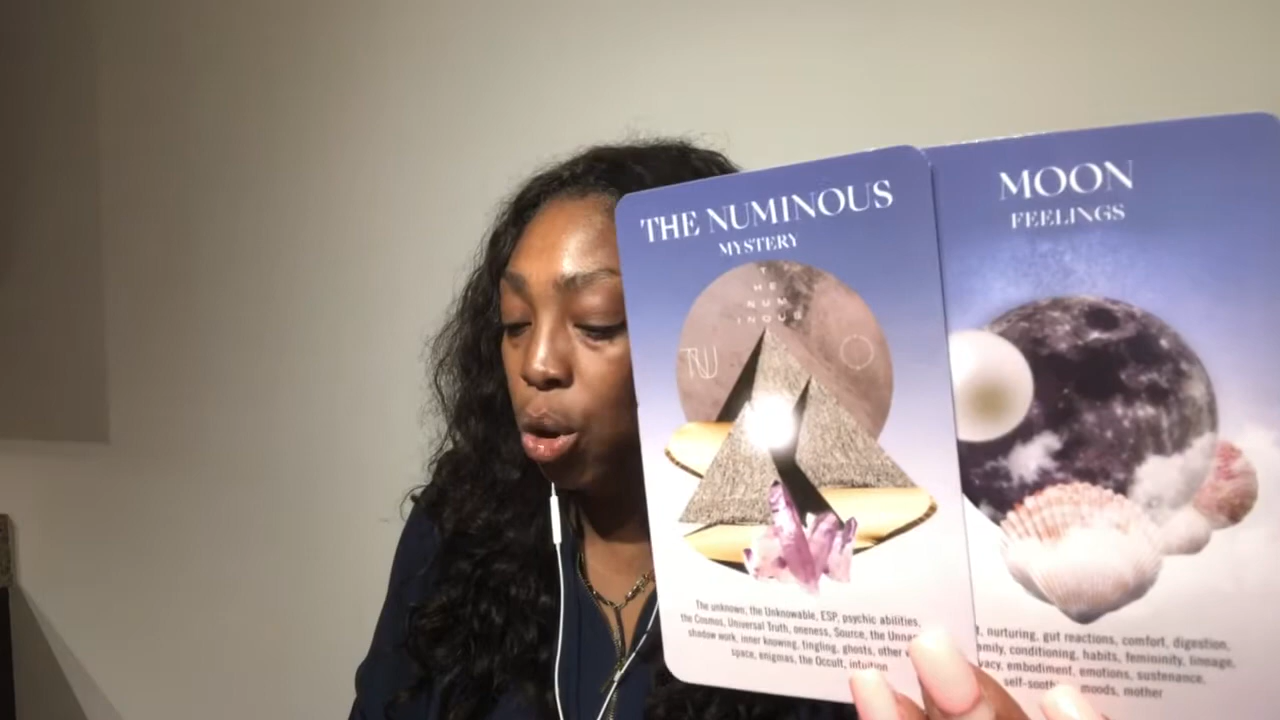 THE NUMINOUS
MYSTERY
T
HE
NUM
INOUS
The unknown, the Unknowable, ESP, psychic abilities,
the Cosmos, Universal Truth, oneness, Source, the
shadow work, inner knowing, tingling, ghosts, other
space, enigmas, the Occult, intuition
MOON
FEELINGS
nurturing, gut reactions, comfort, digestion,
conditioning, habits, femininity, lineage,
embodiment, emotions, sustenance,
moods, mother